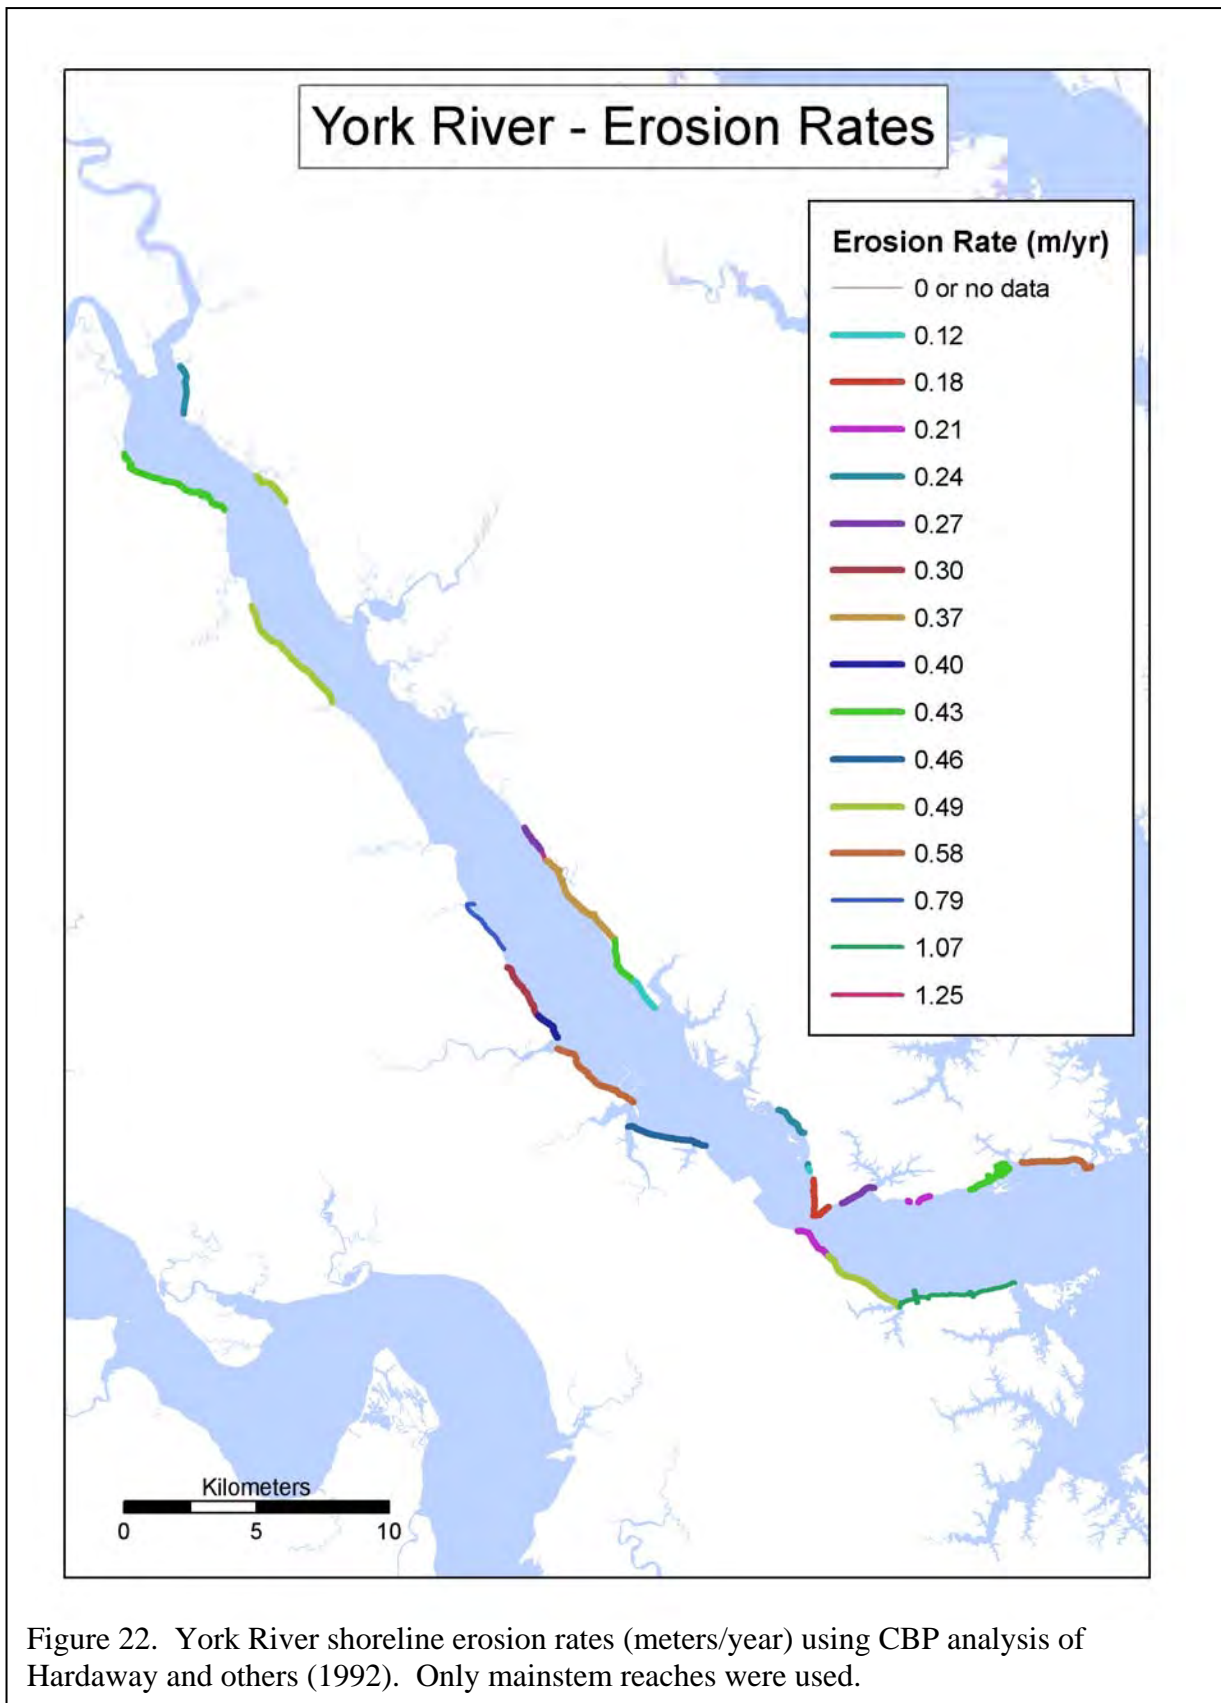 York River - Erosion Rates
Erosion Rate (m/yr)
0 or no data
0.12
0.18
0.21
0.24
0.27
0.30
0.37
0.40
0.43
0.46
0.49
0.58
0.79
1.07
1.25
Kilometers
0 5 10
Figure 22.  York River shoreline erosion rates (meters/year) using CBP analysis of
Hardaway and others (1992).  Only mainstem reaches were used.